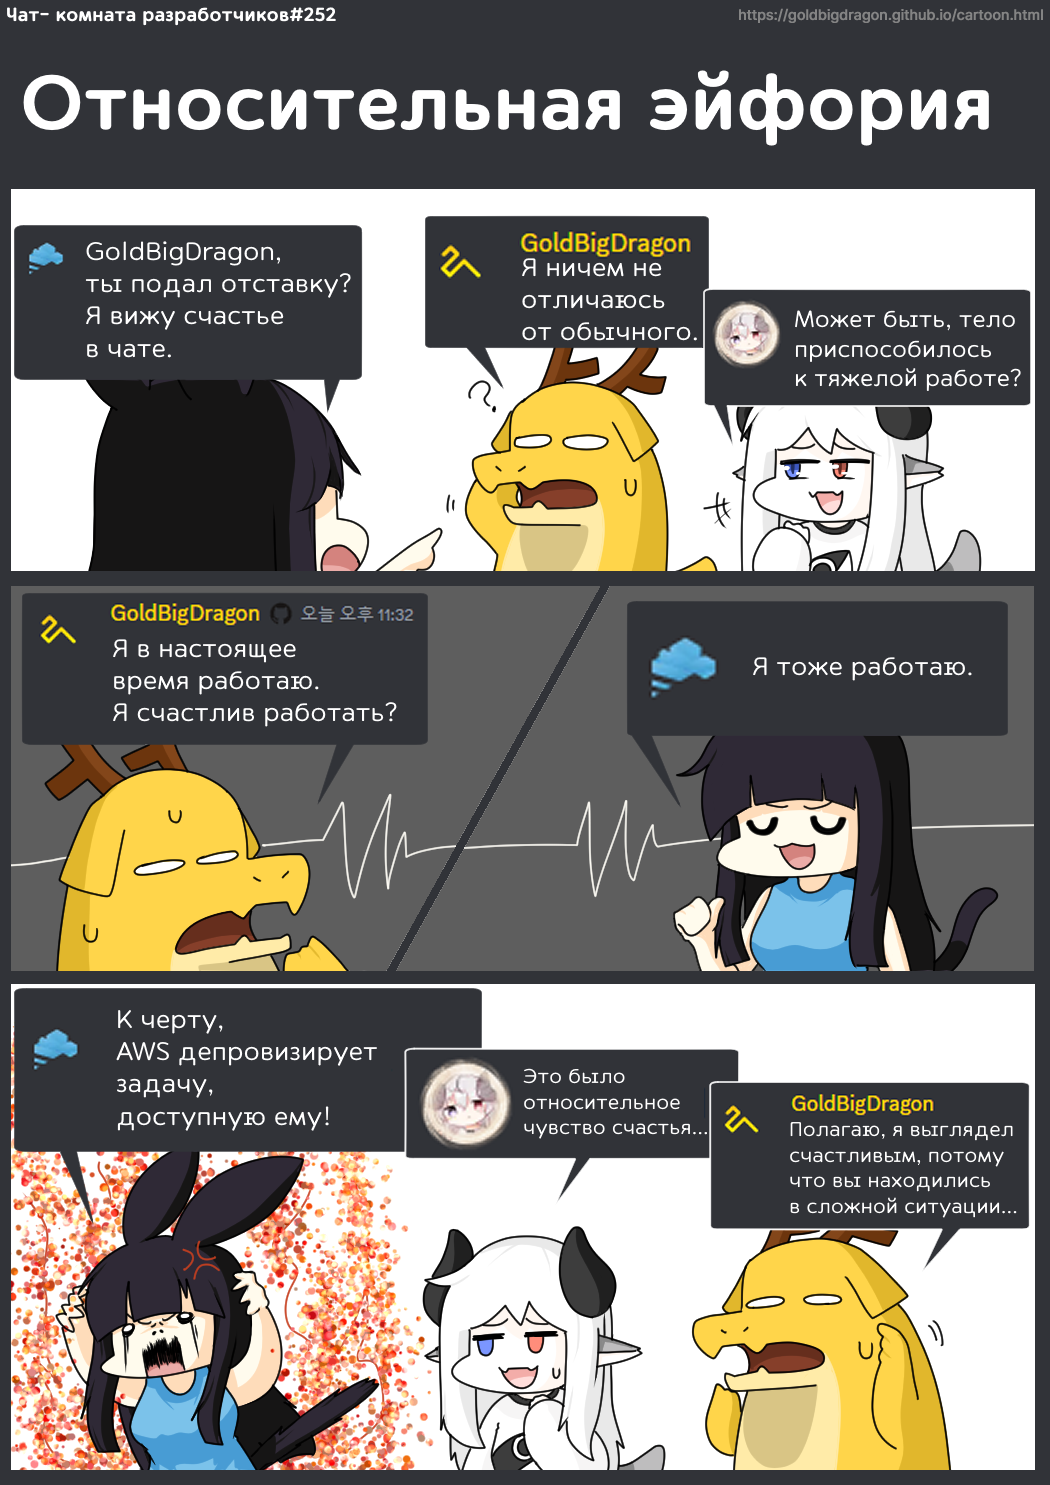 Чат- комната разработчиков#252
https://goldbigdragon.github.io/cartoon.html
Относительная эйфория
GoldBigDragon,
ты подал отставку?
Я вижу счастье
в чате.
GoldBigDragon
Я ничем не
отличаюсь
от обычного.
Может быть, тело
приспособилось
к тяжелой работе?
GoldBigDragon 오늘 오후 11:32
Я в настоящее
время работаю.
Я счастлив работать?
Я тоже работаю.
К черту,
AWS депровизирует
задачу,
доступную ему!
Это было
относительное
чувство счастья...
GoldBigDragon
Полагаю, я выглядел
счастливым, потому
что вы находились
в сложной ситуации...